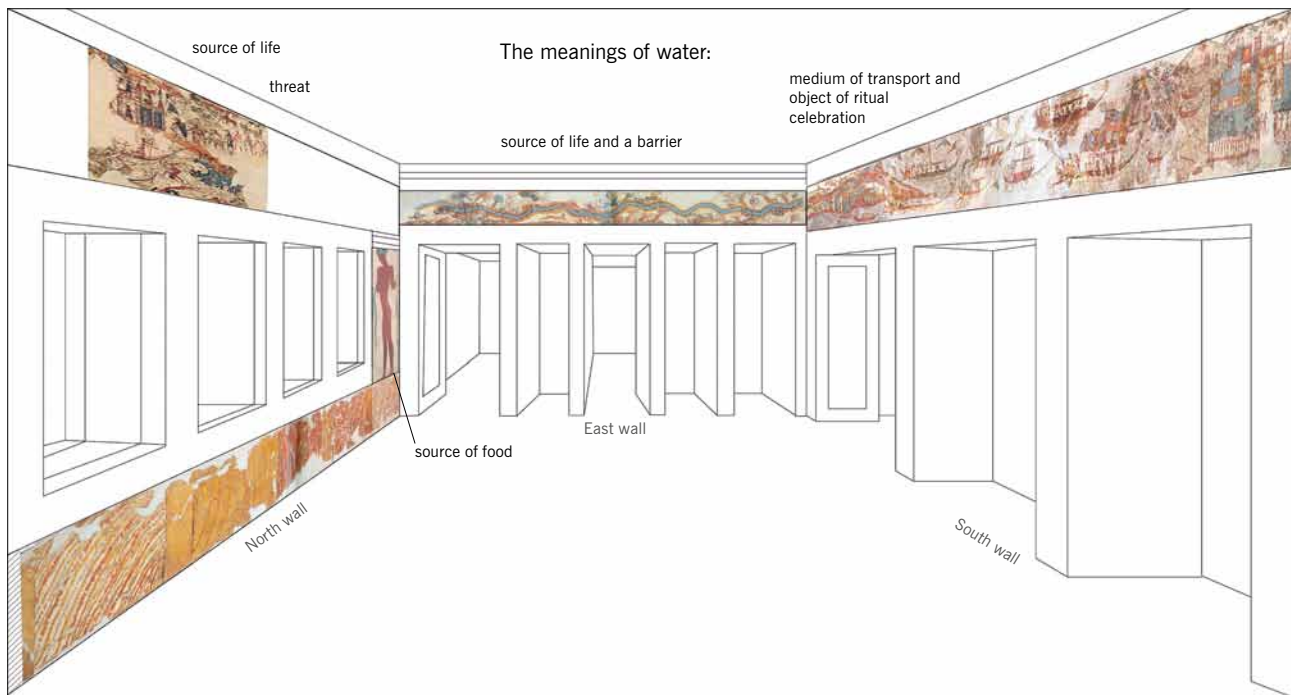 The meanings of water:
source of life
threat
source of life and a barrier
medium of transport and
object of ritual
celebration
source of food
North wall
East wall
South wall